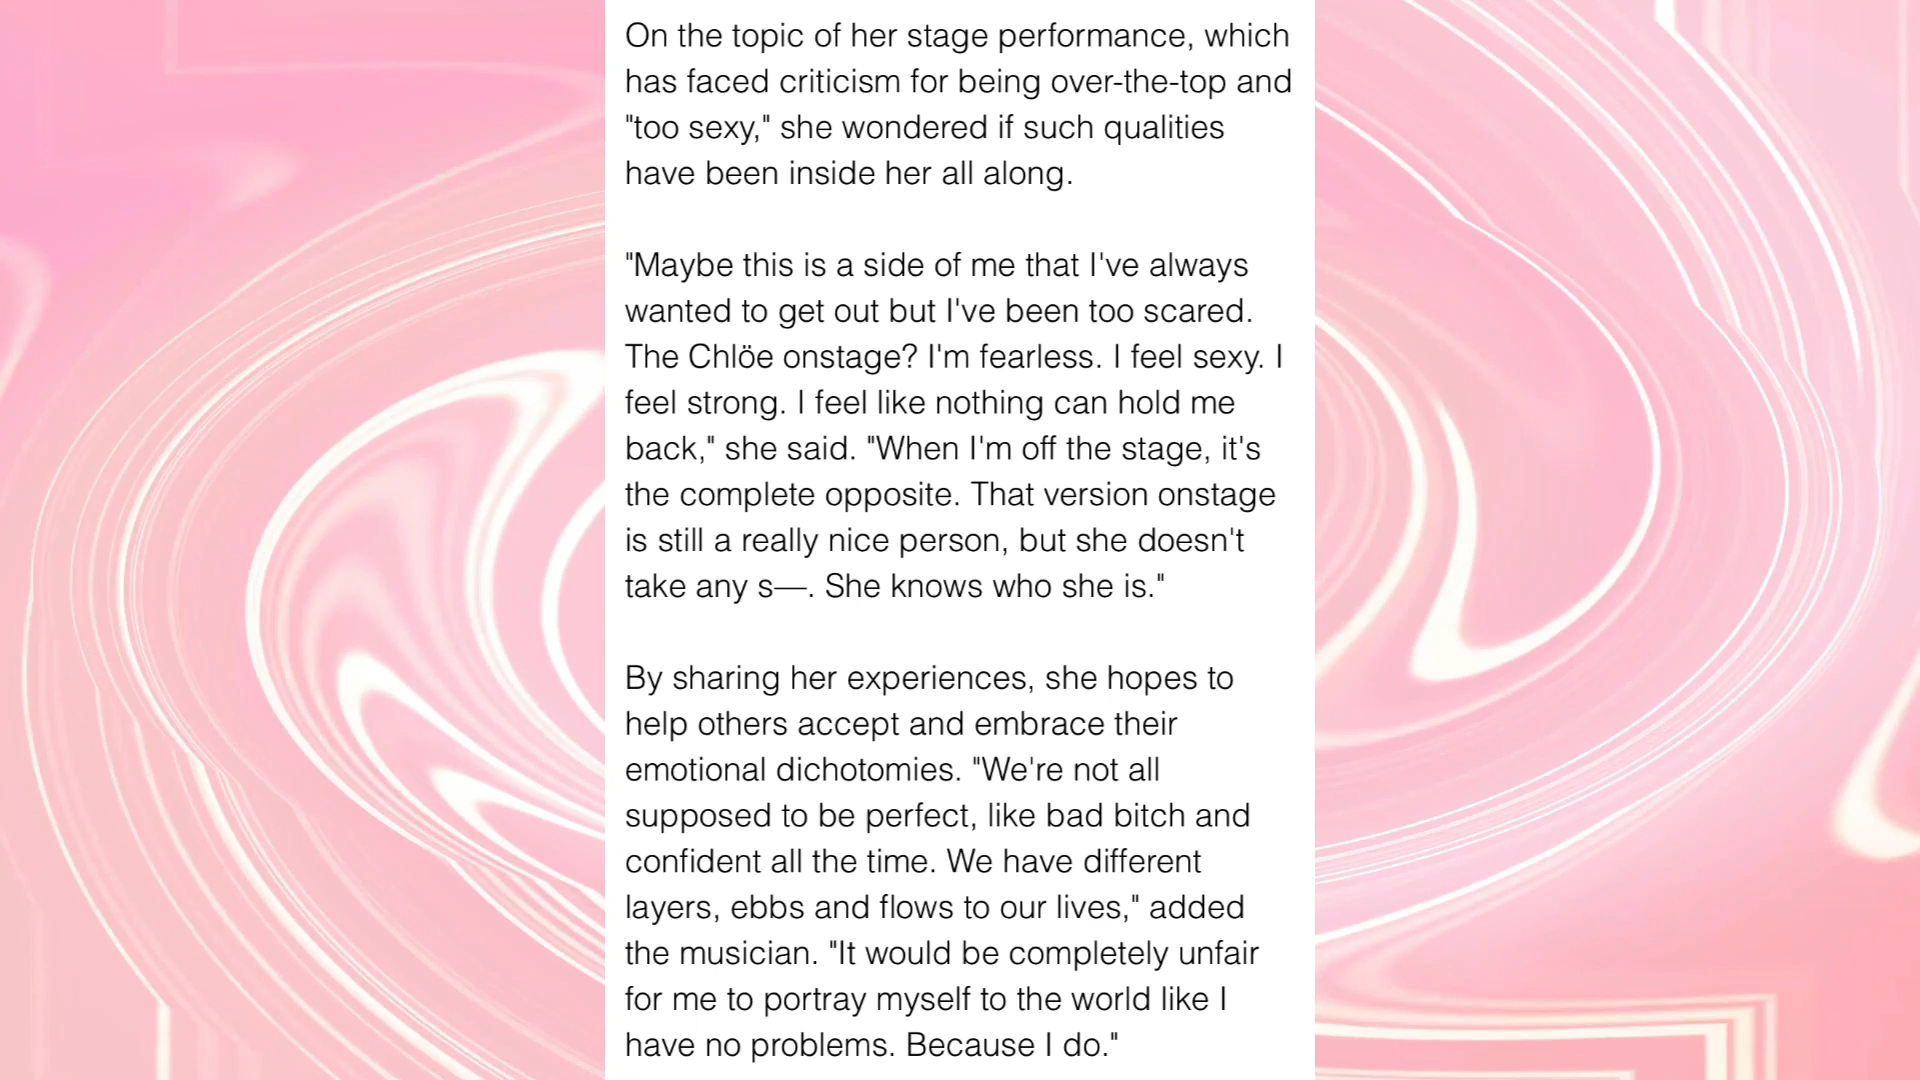 On the topic of her stage performance, which
has faced criticism for being over-the-top and
"too sexy," she wondered if such qualities
have been inside her all along.
"Maybe this is a side of me that I've always
wanted to get out but I've been too scared.
The Chlöe onstage? I'm fearless. I feel sexy. I
feel strong. I feel like nothing can hold me
back," she said. "When I'm off the stage, it's
the complete opposite. That version onstage
is still a really nice person, but she doesn't
take any s—. She knows who she is."
By sharing her experiences, she hopes to
help others accept and embrace their
emotional dichotomies. "We're not all
supposed to be perfect, like bad bitch and
confident all the time. We have different
layers, ebbs and flows to our lives," added
the musician. "It would be completely unfair
for me to portray myself to the world like I
have no problems. Because I do."